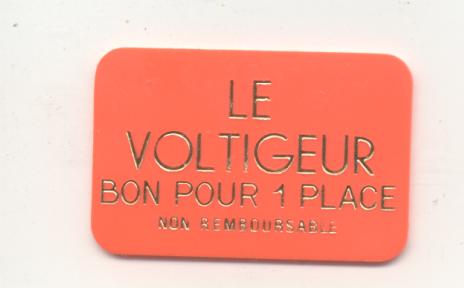 LE
VOLTIGEUR
BON POUR 1 PLACE
NON REMBOURSABLE